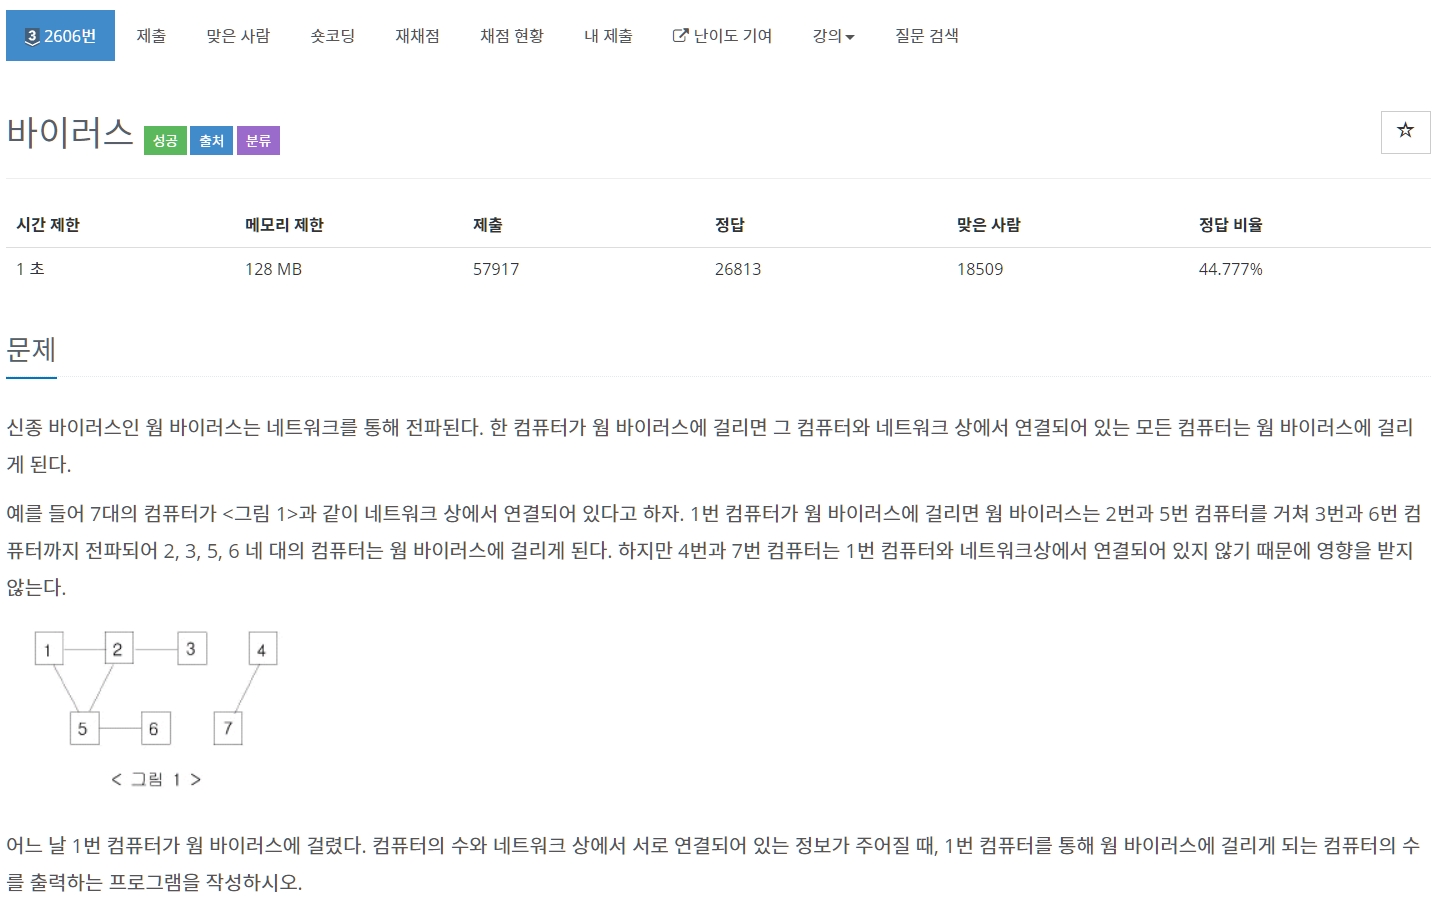 3 2606번 제출 맞은 사람 숏코딩 재채점 채점 현황 내 제출 난이도 기여 강의 질문 검색
바이러스 성공 출처 분류
시간 제한 메모리 제한 제출 정답 맞은 사람 정답 비율
1 초 128 MB 57917 26813 18509 44.777%
문제
신종 바이러스인 웜 바이러스는 네트워크를 통해 전파된다. 한 컴퓨터가 웜 바이러스에 걸리면 그 컴퓨터와 네트워크 상에서 연결되어 있는 모든 컴퓨터는 웜 바이러스에 걸리
게 된다.
예를 들어 7대의 컴퓨터가 <그림 1>과 같이 네트워크 상에서 연결되어 있다고 하자. 1번 컴퓨터가 웜 바이러스에 걸리면 웜 바이러스는 2번과 5번 컴퓨터를 거쳐 3번과 6번 컴
퓨터까지 전파되어 2, 3, 5, 6 네 대의 컴퓨터는 웜 바이러스에 걸리게 된다. 하지만 4번과 7번 컴퓨터는 1번 컴퓨터와 네트워크상에서 연결되어 있지 않기 때문에 영향을 받지
않는다.
1 2 3 4
5 6 7
< 그림 1 >
어느 날 1번 컴퓨터가 웜 바이러스에 걸렸다. 컴퓨터의 수와 네트워크 상에서 서로 연결되어 있는 정보가 주어질 때, 1번 컴퓨터를 통해 웜 바이러스에 걸리게 되는 컴퓨터의 수
를 출력하는 프로그램을 작성하시오.